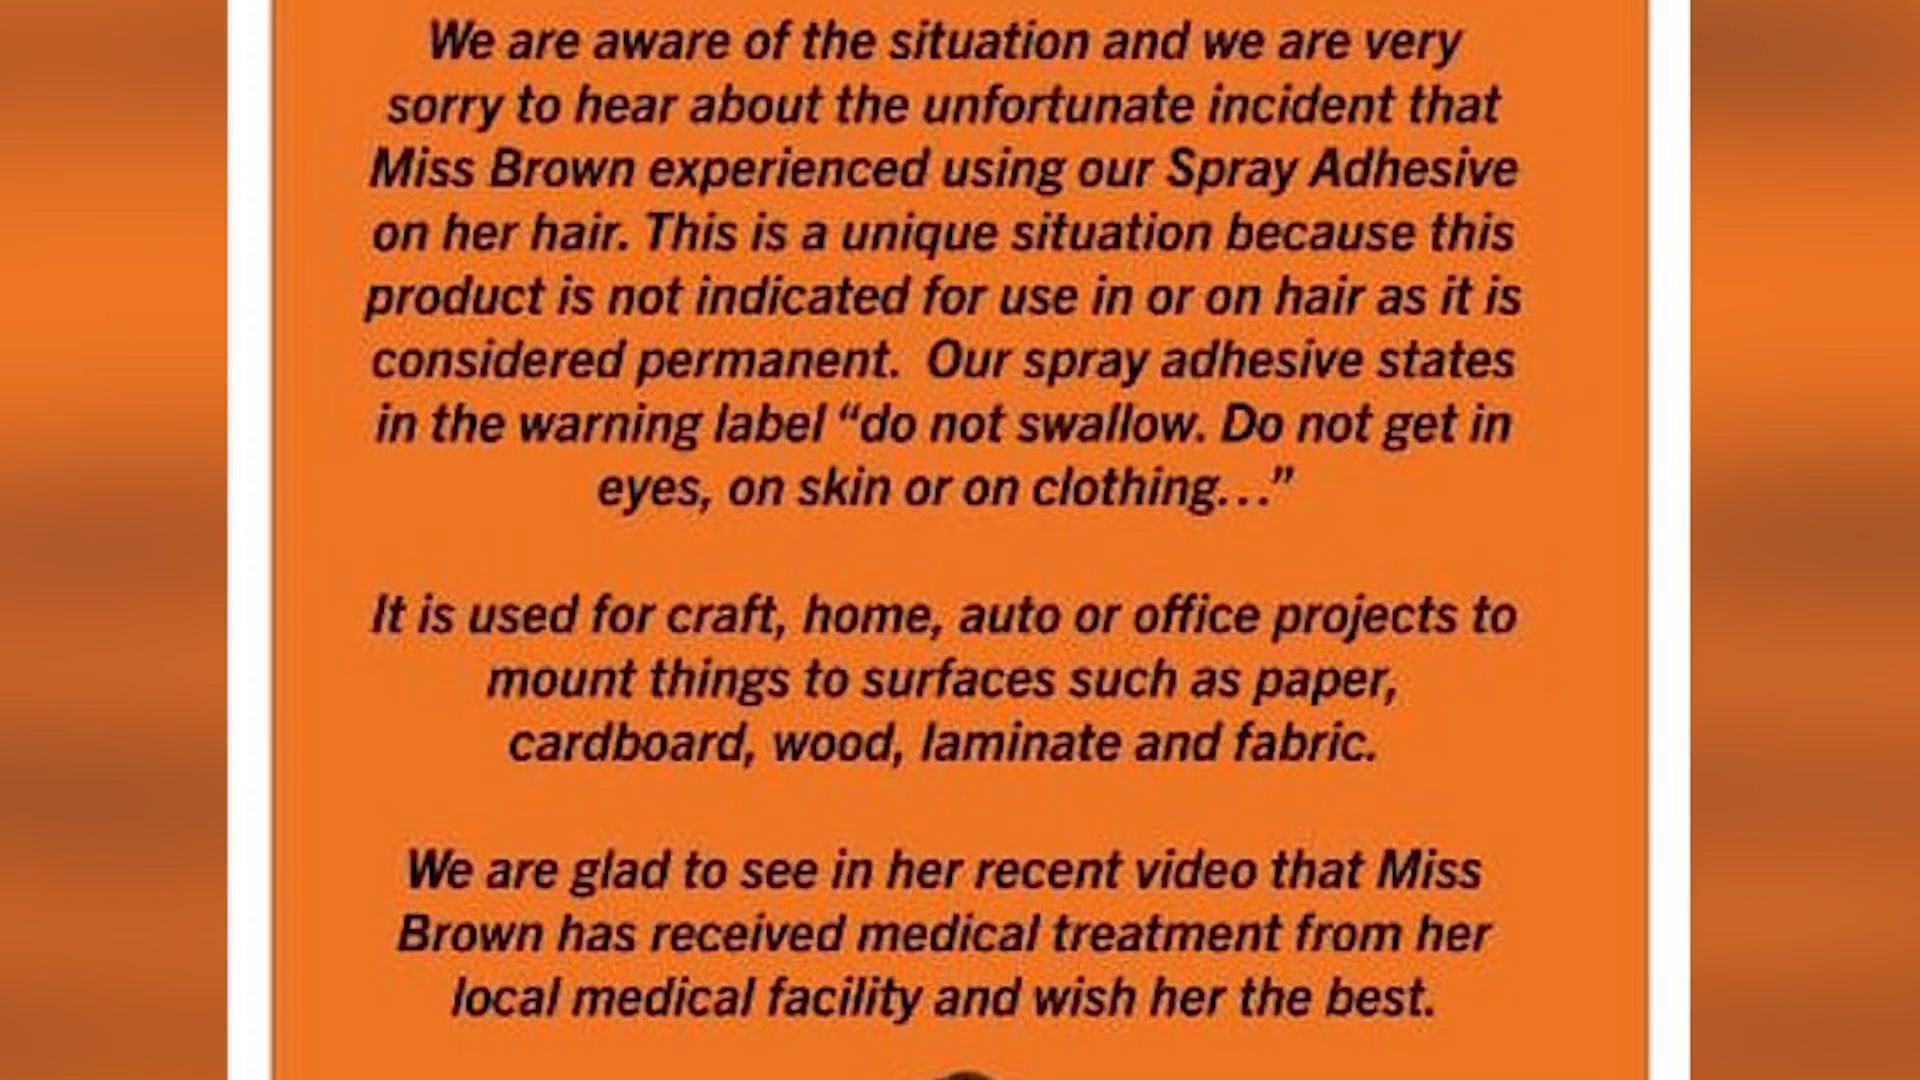 We are aware of the situation and we are very
sorry to hear about the unfortunate incident that
Miss Brown experienced using our Spray Adhesive
on her hair. This is a unique situation because this
product is not indicated for use in or on hair as it is
considered permanent.  Our spray adhesive states
in the warning label “do not swallow. Do not get in
eyes, on skin or on clothing…”
It is used for craft, home, auto or office projects to
mount things to surfaces such as paper,
cardboard, wood, laminate and fabric.
We are glad to see in her recent video that Miss
Brown has received medical treatment from her
local medical facility and wish her the best.